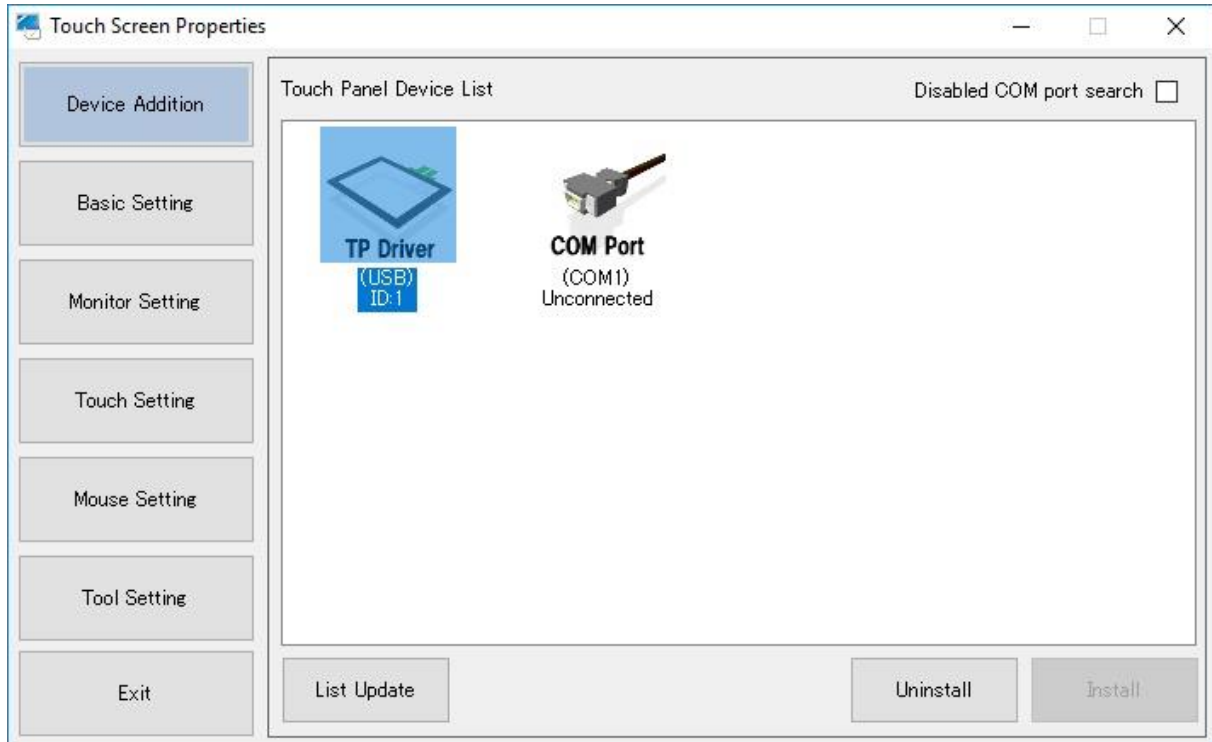 Touch Screen Properties
Device Addition
Basic Setting
Monitor Setting
Touch Setting
Mouse Setting
Tool Setting
Exit
Touch Panel Device List
Disabled COM port search
TP Driver
(USB)
ID:1
COM Port
(COM1)
Unconnected
List Update
Uninstall
Install